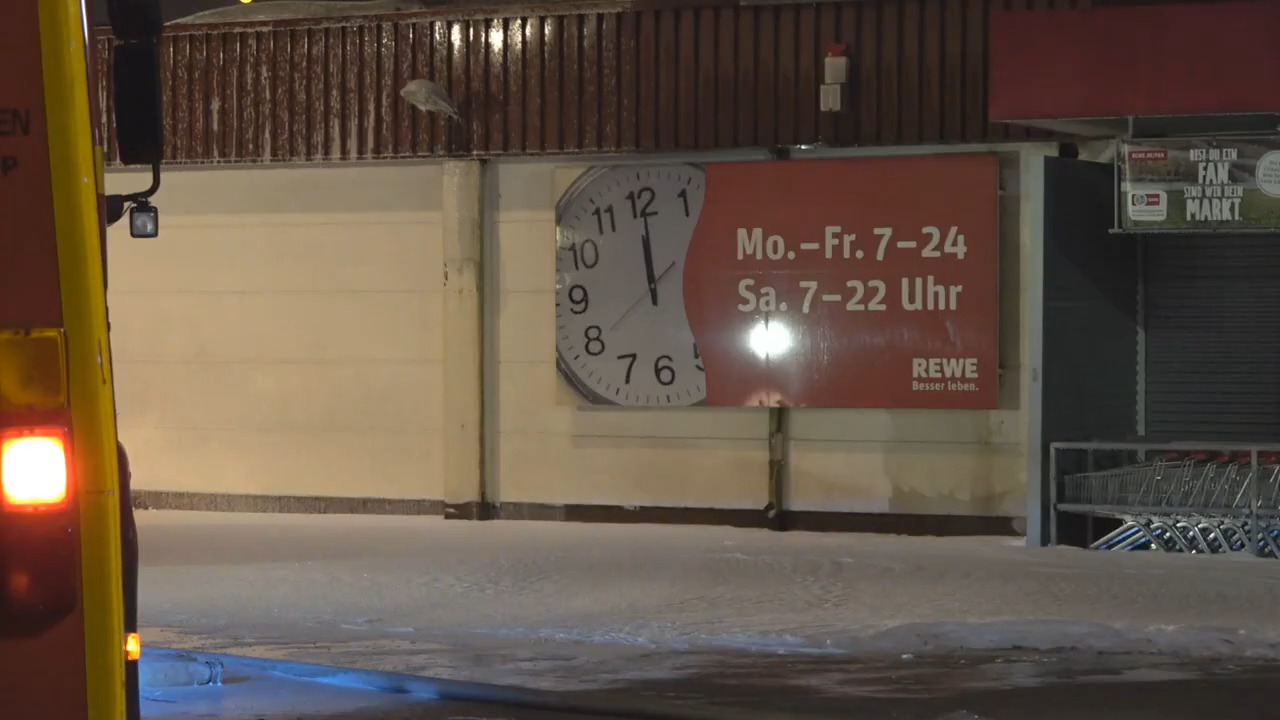 EN
P
12
1
11
10
9
8
7
6
5
Mo.–Fr. 7–24
Sa. 7–22 Uhr
REWE
Besser leben.
BIST DU EIN
FAN,
SIND WIR DEIN
MARKT.